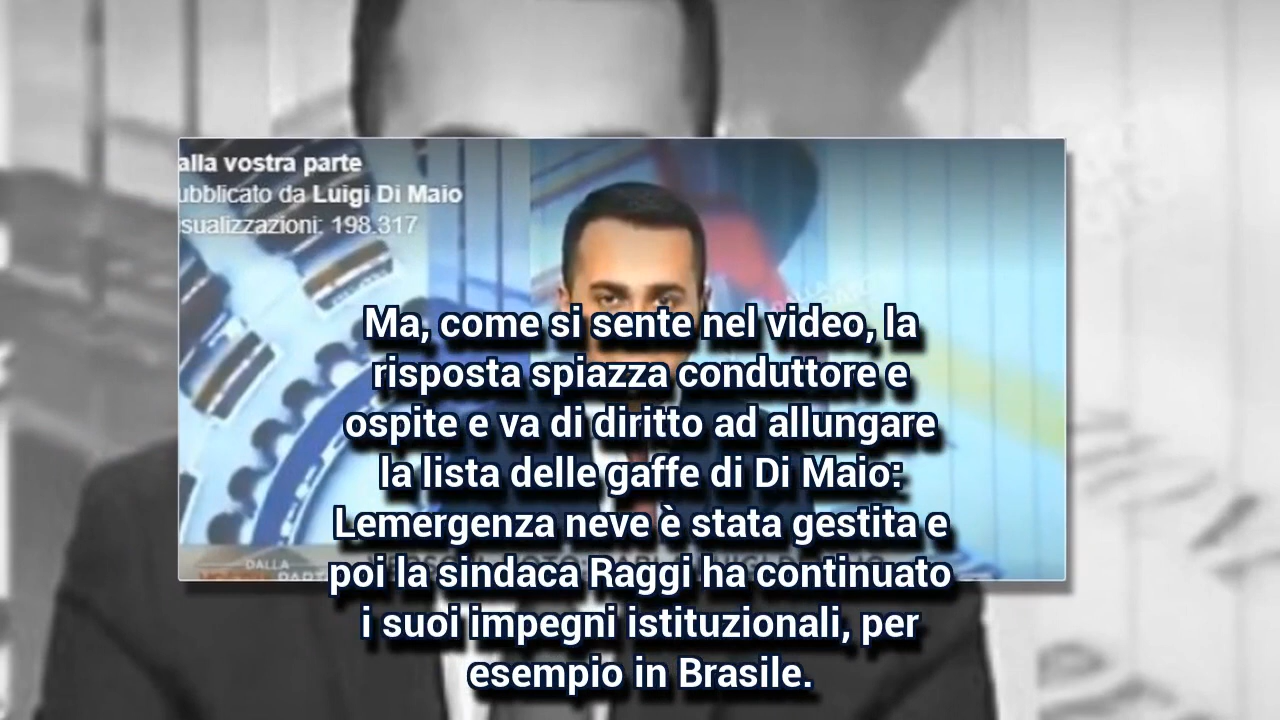 alla vostra parte
ubblicato da Luigi Di Maio
sualizzazioni: 198.317
Ma, come si sente nel video, la
risposta spiazza conduttore e
ospite e va di diritto ad allungare
la lista delle gaffe di Di Maio:
Lemergenza neve è stata gestita e
poi la sindaca Raggi ha continuato
i suoi impegni istituzionali, per
esempio in Brasile.
DALLA